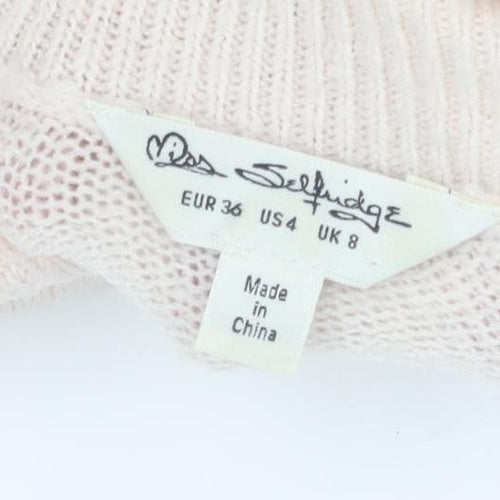 Miss Selfridge
EUR 36 US 4 UK 8
Made
in
China